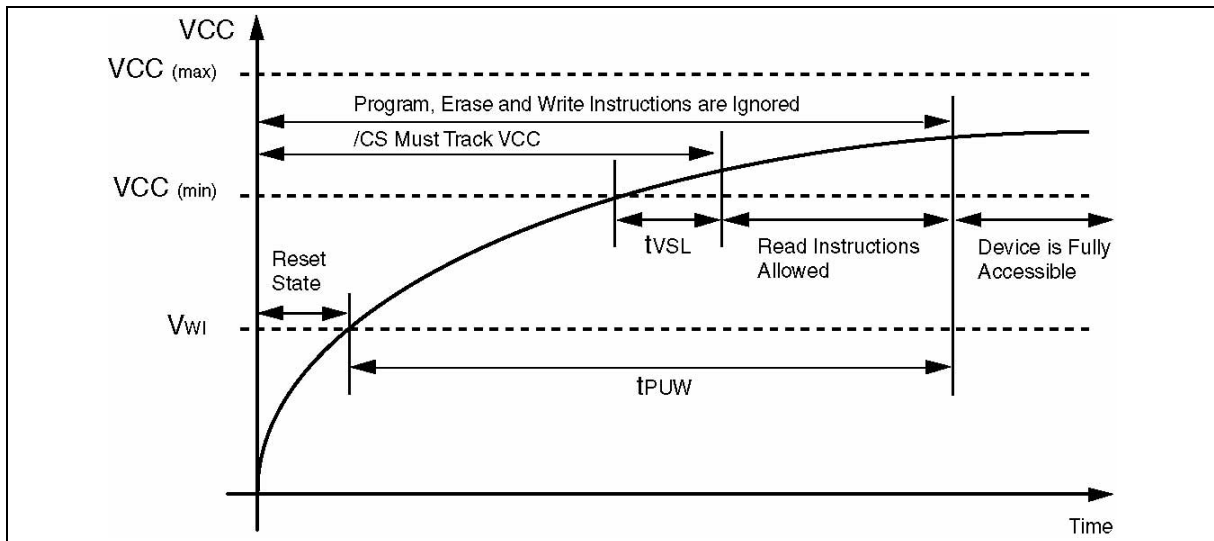 VCC
VCC (max)
Program, Erase and Write Instructions are Ignored
/CS Must Track VCC
VCC (min)
tVSL
Read Instructions
Allowed
Device is Fully
Accessible
Reset
State
VWI
tPUW
Time